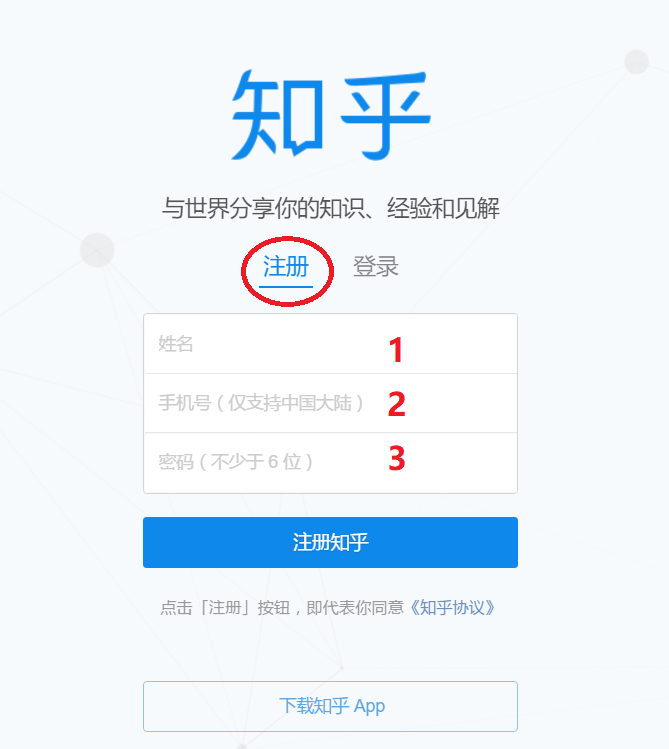 知乎
与世界分享你的知识、经验和见解
注册 登录
姓名 1
手机号（仅支持中国大陆） 2
密码（不少于 6 位） 3
注册知乎
点击「注册」按钮，即代表你同意《知乎协议》
下载知乎 App